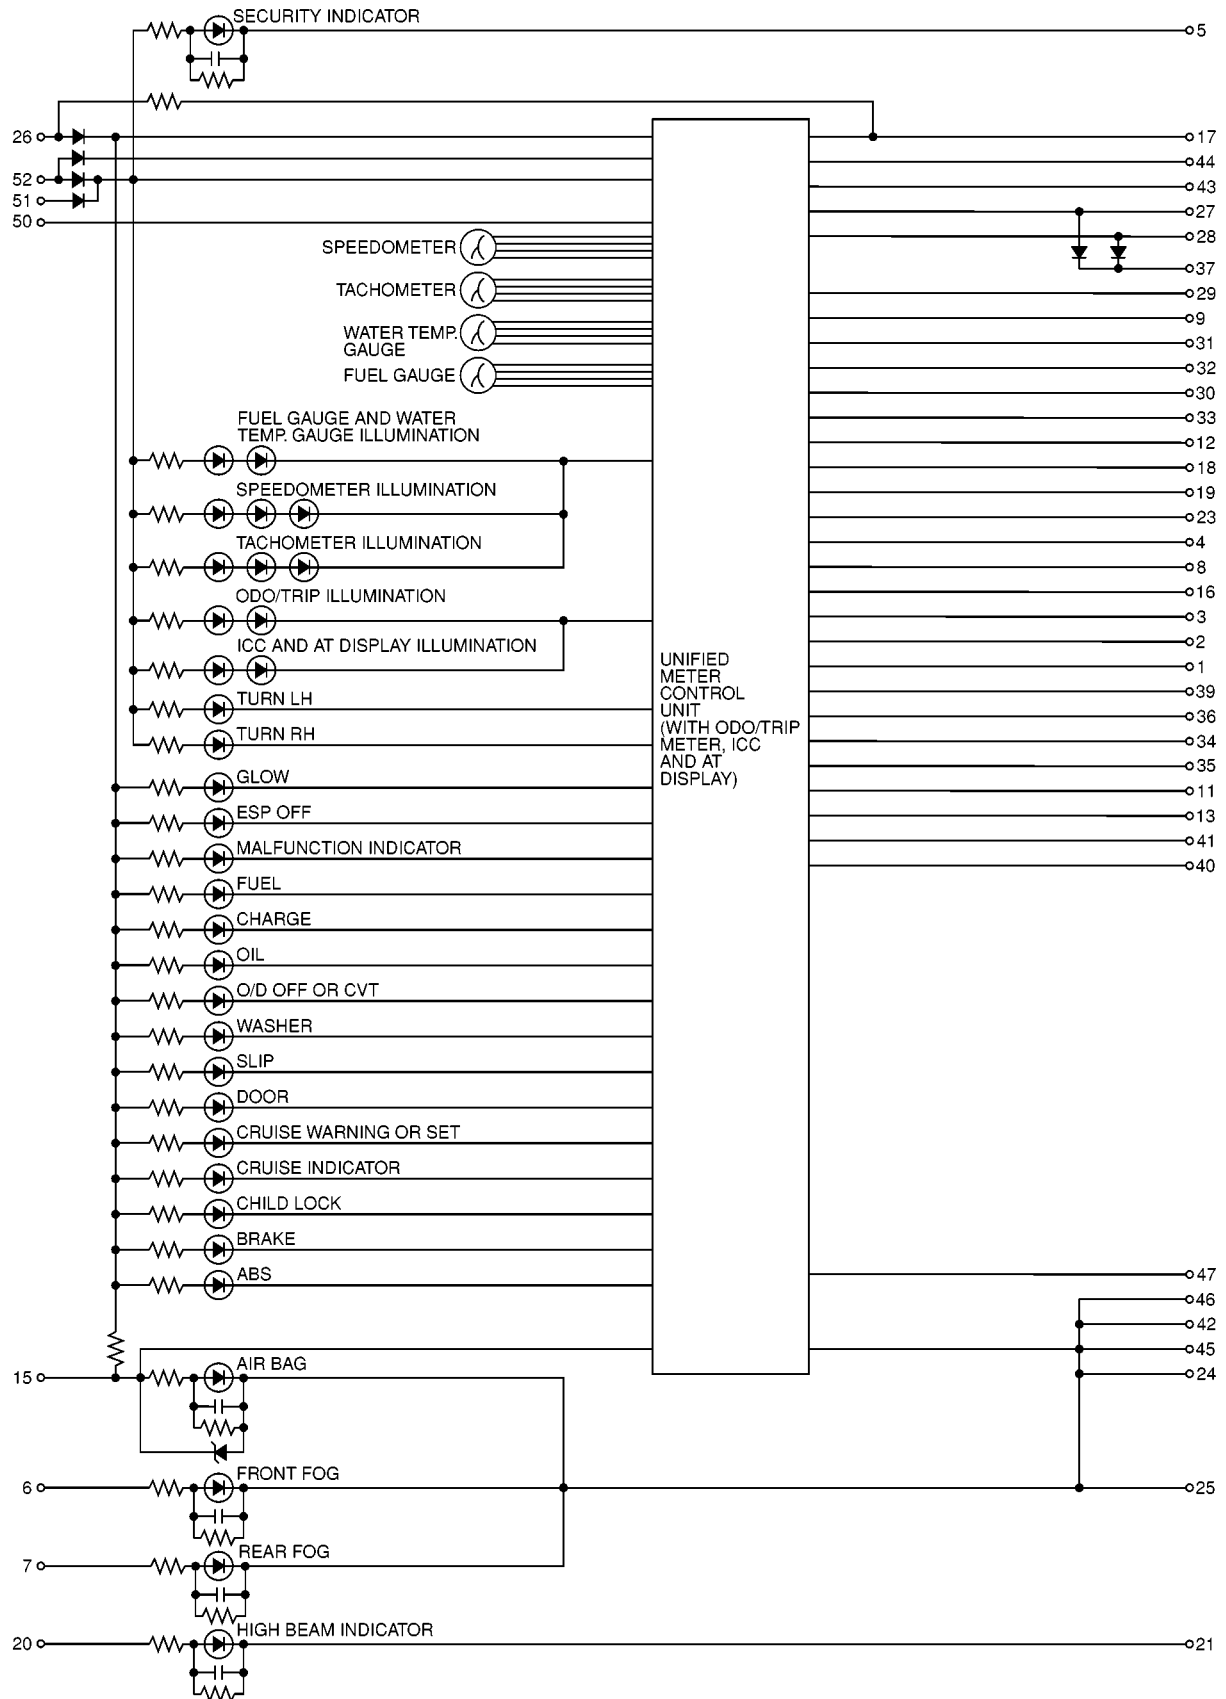 SECURITY INDICATOR
5
26
17
44
52
43
51
27
50
28
SPEEDOMETER
37
TACHOMETER
29
9
WATER TEMP.
GAUGE
31
FUEL GAUGE
32
30
FUEL GAUGE AND WATER
TEMP. GAUGE ILLUMINATION
33
12
18
SPEEDOMETER ILLUMINATION
19
23
TACHOMETER ILLUMINATION
4
8
ODO/TRIP ILLUMINATION
16
3
ICC AND AT DISPLAY ILLUMINATION
2
UNIFIED
METER
CONTROL
UNIT
(WITH ODO/TRIP
METER, ICC
AND AT
DISPLAY)
1
TURN LH
39
36
TURN RH
34
35
GLOW
11
ESP OFF
13
MALFUNCTION INDICATOR
41
40
FUEL
CHARGE
OIL
O/D OFF OR CVT
WASHER
SLIP
DOOR
CRUISE WARNING OR SET
CRUISE INDICATOR
CHILD LOCK
BRAKE
ABS
47
46
42
45
15
AIR BAG
24
6
FRONT FOG
25
7
REAR FOG
20
HIGH BEAM INDICATOR
21